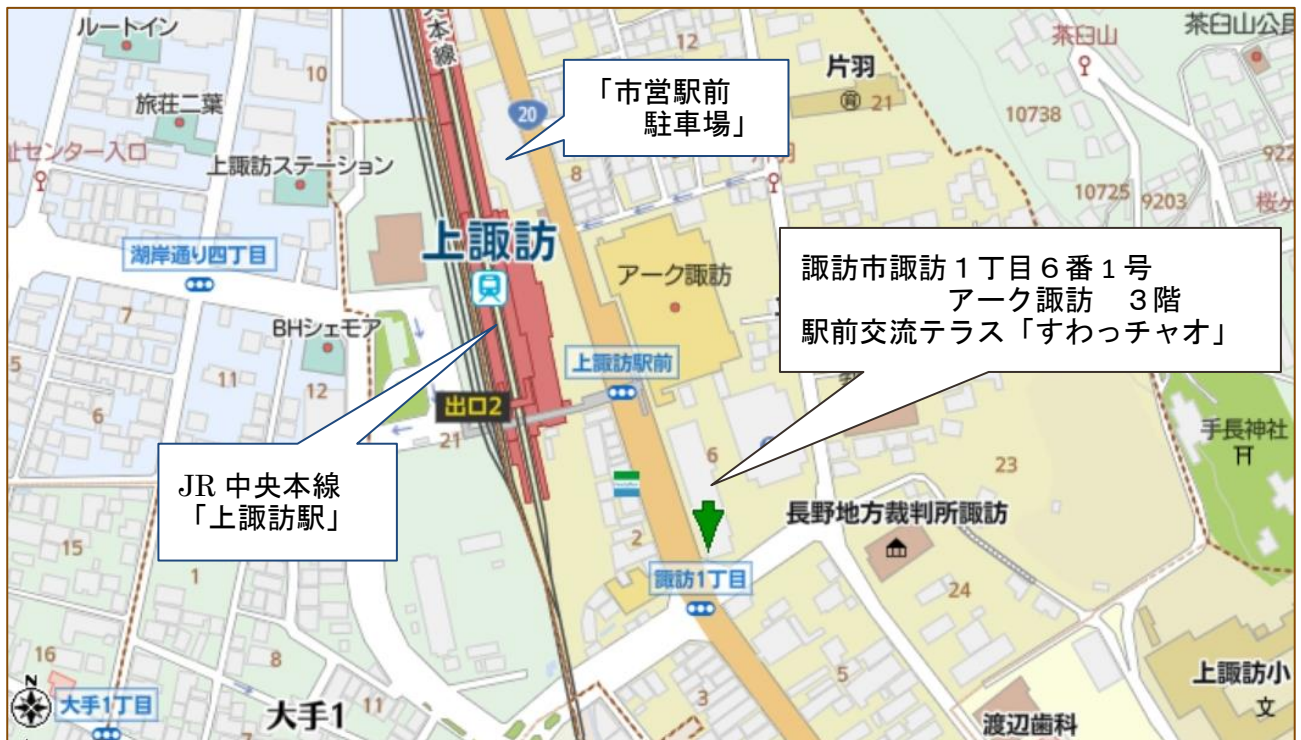 ルートイン
本線
12
茶臼山
茶臼山公民
10
「市営駅前
駐車場」
片羽
21
旅荘二葉
20
10738
祉センター入口
上諏訪ステーション
8
片羽
922
10725
9203
桜ヶ
上諏訪
湖岸通り四丁目
アーク諏訪
諏訪市諏訪１丁目６番１号
アーク諏訪　３階
駅前交流テラス「すわっチャオ」
7
BHシェモア
5
11
12
上諏訪駅前
6
出口2
21
手長神社
6
23
JR 中央本線
「上諏訪駅」
長野地方裁判所諏訪
15
2
1
諏訪1丁目
24
16
8
5
上諏訪小
文
N
大手1丁目
大手1
11
3
渡辺歯科
7